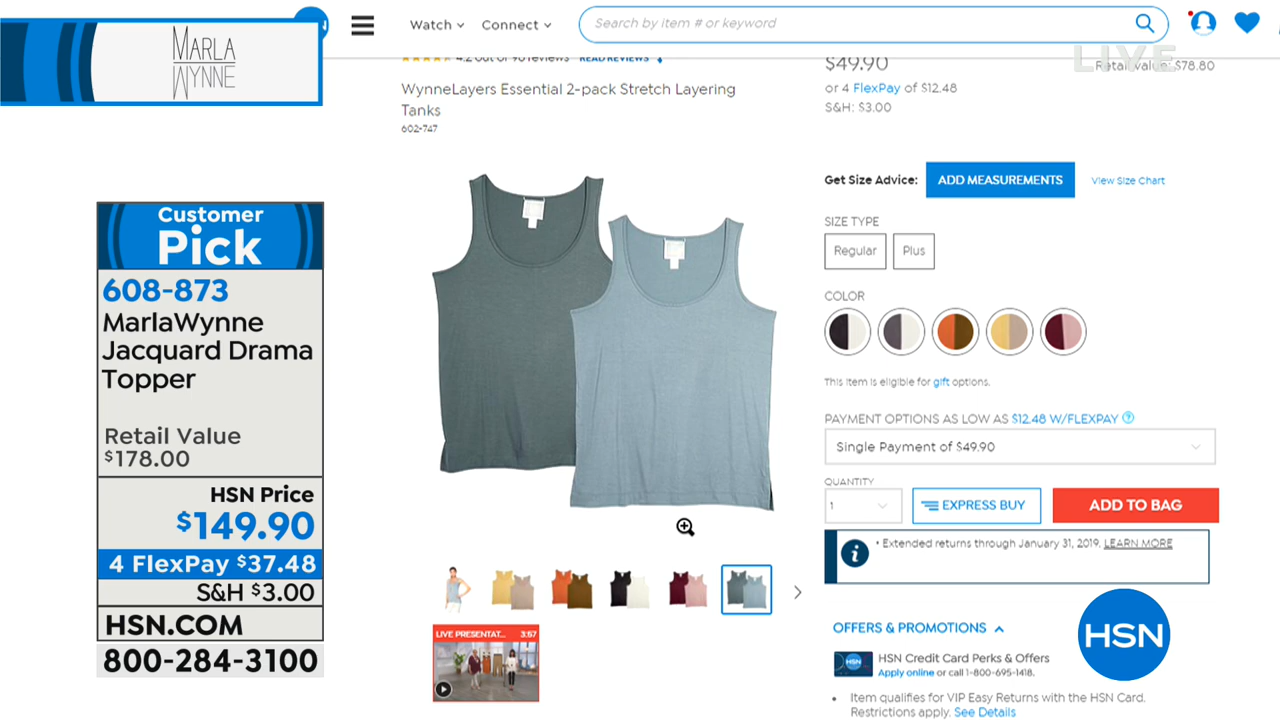 MARLA
WYNNE
Watch
Connect
Search by item # or keyword
LIVE
4.2 out of 90 reviews READ REVIEWS
WynneLayers Essential 2-pack Stretch Layering
Tanks
602-747
$49.90
Retail Value: $78.80
or 4 FlexPay of $12.48
S&H: $3.00
Get Size Advice: ADD MEASUREMENTS View Size Chart
SIZE TYPE
Regular Plus
COLOR
This item is eligible for gift options.
PAYMENT OPTIONS AS LOW AS $12.48 W/FLEXPAY ?
Single Payment of $49.90
QUANTITY
1 EXPRESS BUY ADD TO BAG
i • Extended returns through January 31, 2019. LEARN MORE
OFFERS & PROMOTIONS
HSN
HSN HSN Credit Card Perks & Offers
Apply online or call 1-800-695-1418.
• Item qualifies for VIP Easy Returns with the HSN Card.
Restrictions apply. See Details
LIVE PRESENTAT... 3:57
Customer
Pick
608-873
MarlaWynne
Jacquard Drama
Topper
Retail Value
$178.00
HSN Price
$149.90
4 FlexPay $37.48
S&H $3.00
HSN.COM
800-284-3100